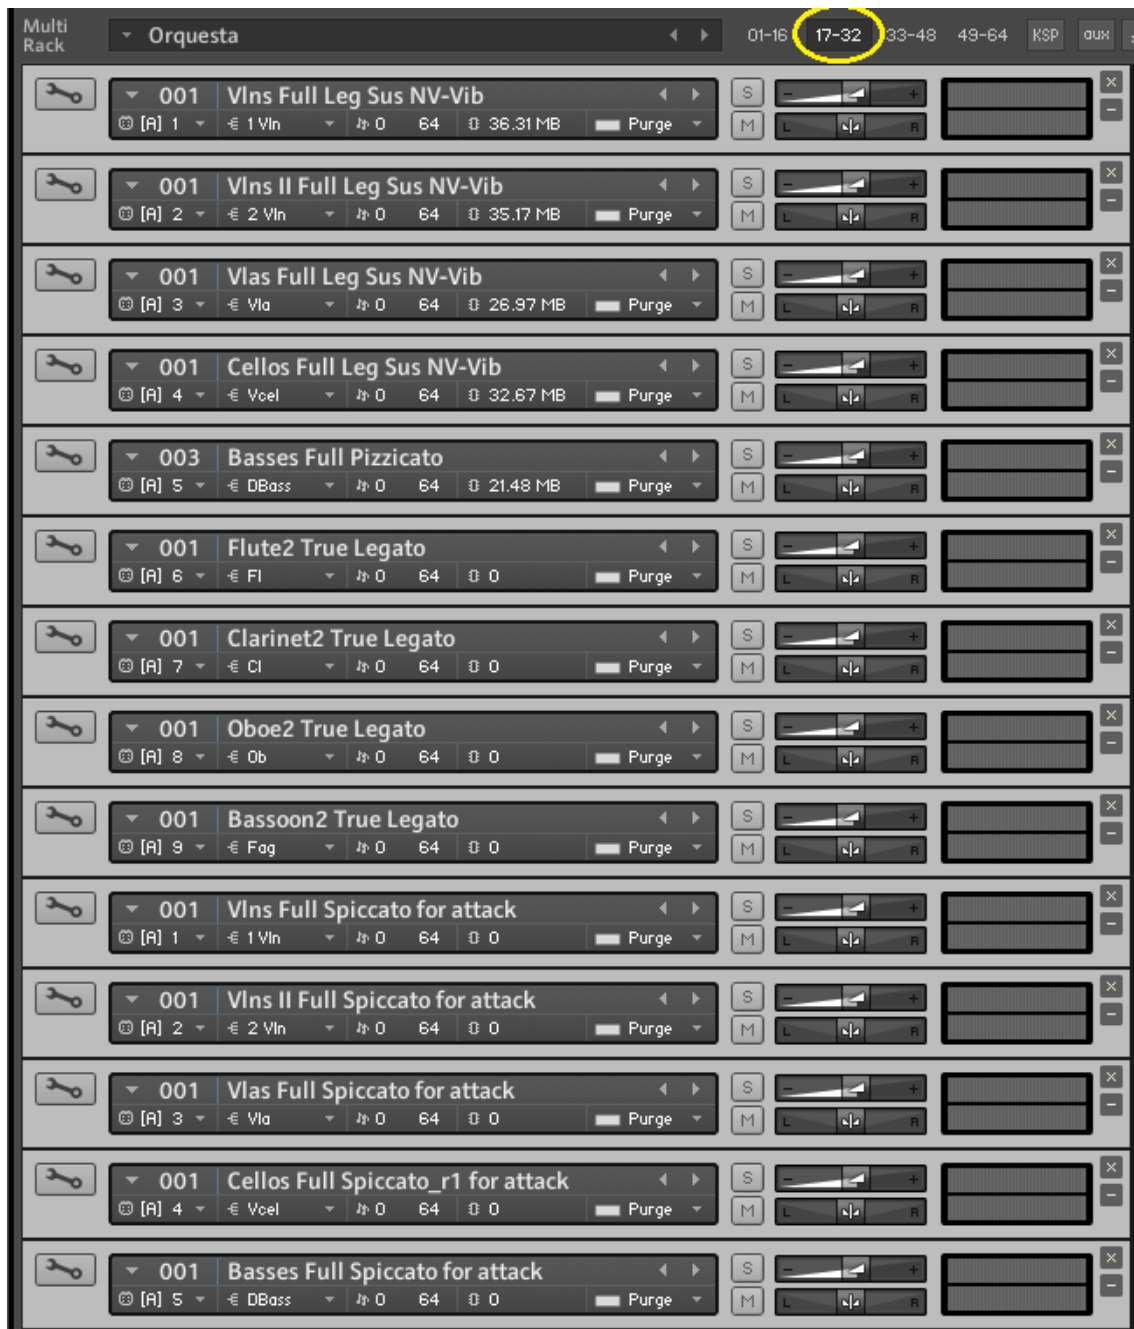 Multi Rack
Orquesta 01-16 17-32 33-48 49-64 KSP aux
001 Vlns Full Leg Sus NV-Vib S
[A] 1 1 Vln 0 64 36.31 MB Purge M L R
001 Vlns II Full Leg Sus NV-Vib S
[A] 2 2 Vln 0 64 35.17 MB Purge M L R
001 Vlas Full Leg Sus NV-Vib S
[A] 3 Vla 0 64 26.97 MB Purge M L R
001 Cellos Full Leg Sus NV-Vib S
[A] 4 Vcel 0 64 32.67 MB Purge M L R
003 Basses Full Pizzicato S
[A] 5 DBass 0 64 21.48 MB Purge M L R
001 Flute2 True Legato S
[A] 6 Fl 0 64 0 Purge M L R
001 Clarinet2 True Legato S
[A] 7 Cl 0 64 0 Purge M L R
001 Oboe2 True Legato S
[A] 8 Ob 0 64 0 Purge M L R
001 Bassoon2 True Legato S
[A] 9 Fag 0 64 0 Purge M L R
001 Vlns Full Spiccato for attack S
[A] 1 1 Vln 0 64 0 Purge M L R
001 Vlns II Full Spiccato for attack S
[A] 2 2 Vln 0 64 0 Purge M L R
001 Vlas Full Spiccato for attack S
[A] 3 Vla 0 64 0 Purge M L R
001 Cellos Full Spiccato_r1 for attack S
[A] 4 Vcel 0 64 0 Purge M L R
001 Basses Full Spiccato for attack S
[A] 5 DBass 0 64 0 Purge M L R